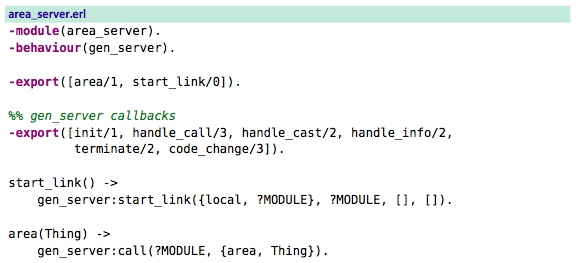 area_server.erl
-module(area_server).
-behaviour(gen_server).
-export([area/1, start_link/0]).
%% gen_server callbacks
-export([init/1, handle_call/3, handle_cast/2, handle_info/2,
terminate/2, code_change/3]).
start_link() ->
gen_server:start_link({local, ?MODULE}, ?MODULE, [], []).
area(Thing) ->
gen_server:call(?MODULE, {area, Thing}).